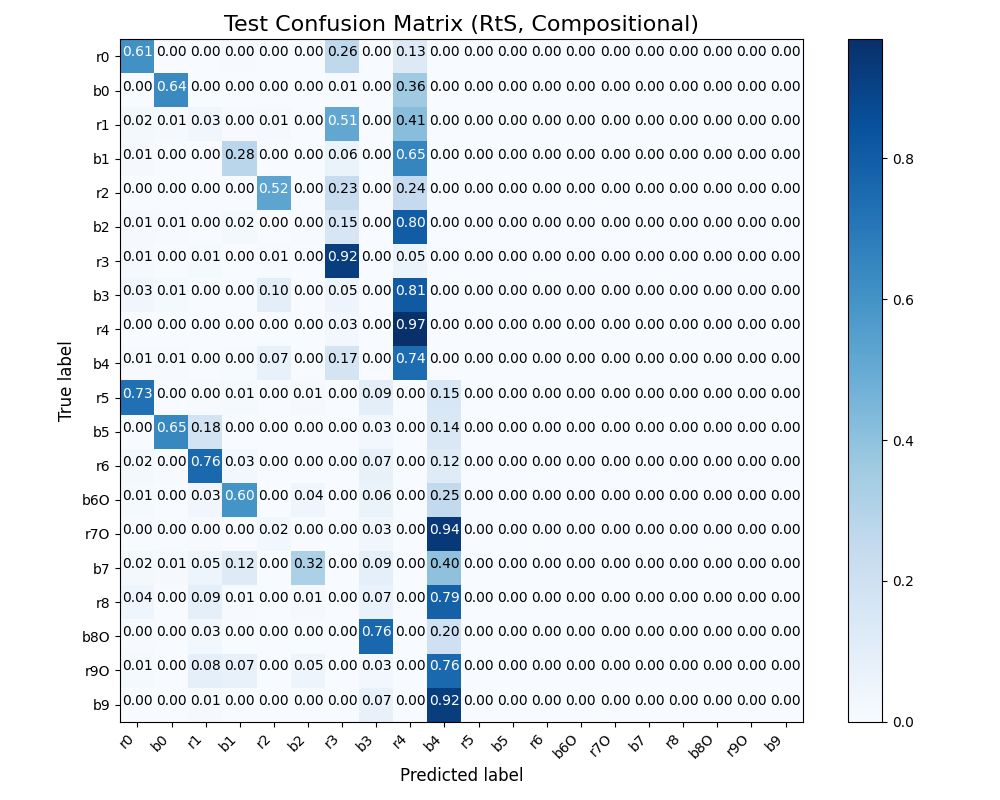 Test Confusion Matrix (RtS, Compositional)
r0 0.61 0.00 0.00 0.00 0.00 0.00 0.26 0.00 0.13 0.00 0.00 0.00 0.00 0.00 0.00 0.00 0.00 0.00 0.00 0.00
b0 0.00 0.64 0.00 0.00 0.00 0.00 0.01 0.00 0.36 0.00 0.00 0.00 0.00 0.00 0.00 0.00 0.00 0.00 0.00 0.00
r1 0.02 0.01 0.03 0.00 0.01 0.00 0.51 0.00 0.41 0.00 0.00 0.00 0.00 0.00 0.00 0.00 0.00 0.00 0.00 0.00
b1 0.01 0.00 0.00 0.28 0.00 0.00 0.06 0.00 0.65 0.00 0.00 0.00 0.00 0.00 0.00 0.00 0.00 0.00 0.00 0.00
r2 0.00 0.00 0.00 0.00 0.52 0.00 0.23 0.00 0.24 0.00 0.00 0.00 0.00 0.00 0.00 0.00 0.00 0.00 0.00 0.00
b2 0.01 0.01 0.00 0.02 0.00 0.00 0.15 0.00 0.80 0.00 0.00 0.00 0.00 0.00 0.00 0.00 0.00 0.00 0.00 0.00
r3 0.01 0.00 0.01 0.00 0.01 0.00 0.92 0.00 0.05 0.00 0.00 0.00 0.00 0.00 0.00 0.00 0.00 0.00 0.00 0.00
b3 0.03 0.01 0.00 0.00 0.10 0.00 0.05 0.00 0.81 0.00 0.00 0.00 0.00 0.00 0.00 0.00 0.00 0.00 0.00 0.00
r4 0.00 0.00 0.00 0.00 0.00 0.00 0.03 0.00 0.97 0.00 0.00 0.00 0.00 0.00 0.00 0.00 0.00 0.00 0.00 0.00
b4 0.01 0.01 0.00 0.00 0.07 0.00 0.17 0.00 0.74 0.00 0.00 0.00 0.00 0.00 0.00 0.00 0.00 0.00 0.00 0.00
r5 0.73 0.00 0.00 0.01 0.00 0.01 0.00 0.09 0.00 0.15 0.00 0.00 0.00 0.00 0.00 0.00 0.00 0.00 0.00 0.00
b5 0.00 0.65 0.18 0.00 0.00 0.00 0.00 0.03 0.00 0.14 0.00 0.00 0.00 0.00 0.00 0.00 0.00 0.00 0.00 0.00
r6 0.02 0.00 0.76 0.03 0.00 0.00 0.00 0.07 0.00 0.12 0.00 0.00 0.00 0.00 0.00 0.00 0.00 0.00 0.00 0.00
b6O 0.01 0.00 0.03 0.60 0.00 0.04 0.00 0.06 0.00 0.25 0.00 0.00 0.00 0.00 0.00 0.00 0.00 0.00 0.00 0.00
r7O 0.00 0.00 0.00 0.00 0.02 0.00 0.00 0.03 0.00 0.94 0.00 0.00 0.00 0.00 0.00 0.00 0.00 0.00 0.00 0.00
b7 0.02 0.01 0.05 0.12 0.00 0.32 0.00 0.09 0.00 0.40 0.00 0.00 0.00 0.00 0.00 0.00 0.00 0.00 0.00 0.00
r8 0.04 0.00 0.09 0.01 0.00 0.01 0.00 0.07 0.00 0.79 0.00 0.00 0.00 0.00 0.00 0.00 0.00 0.00 0.00 0.00
b8O 0.00 0.00 0.03 0.00 0.00 0.00 0.00 0.76 0.00 0.20 0.00 0.00 0.00 0.00 0.00 0.00 0.00 0.00 0.00 0.00
r9O 0.01 0.00 0.08 0.07 0.00 0.05 0.00 0.03 0.00 0.76 0.00 0.00 0.00 0.00 0.00 0.00 0.00 0.00 0.00 0.00
b9 0.00 0.00 0.01 0.00 0.00 0.00 0.00 0.07 0.00 0.92 0.00 0.00 0.00 0.00 0.00 0.00 0.00 0.00 0.00 0.00
r0 b0 r1 b1 r2 b2 r3 b3 r4 b4 r5 b5 r6 b6O r7O b7 r8 b8O r9O b9
Predicted label
True label
0.8
0.6
0.4
0.2
0.0